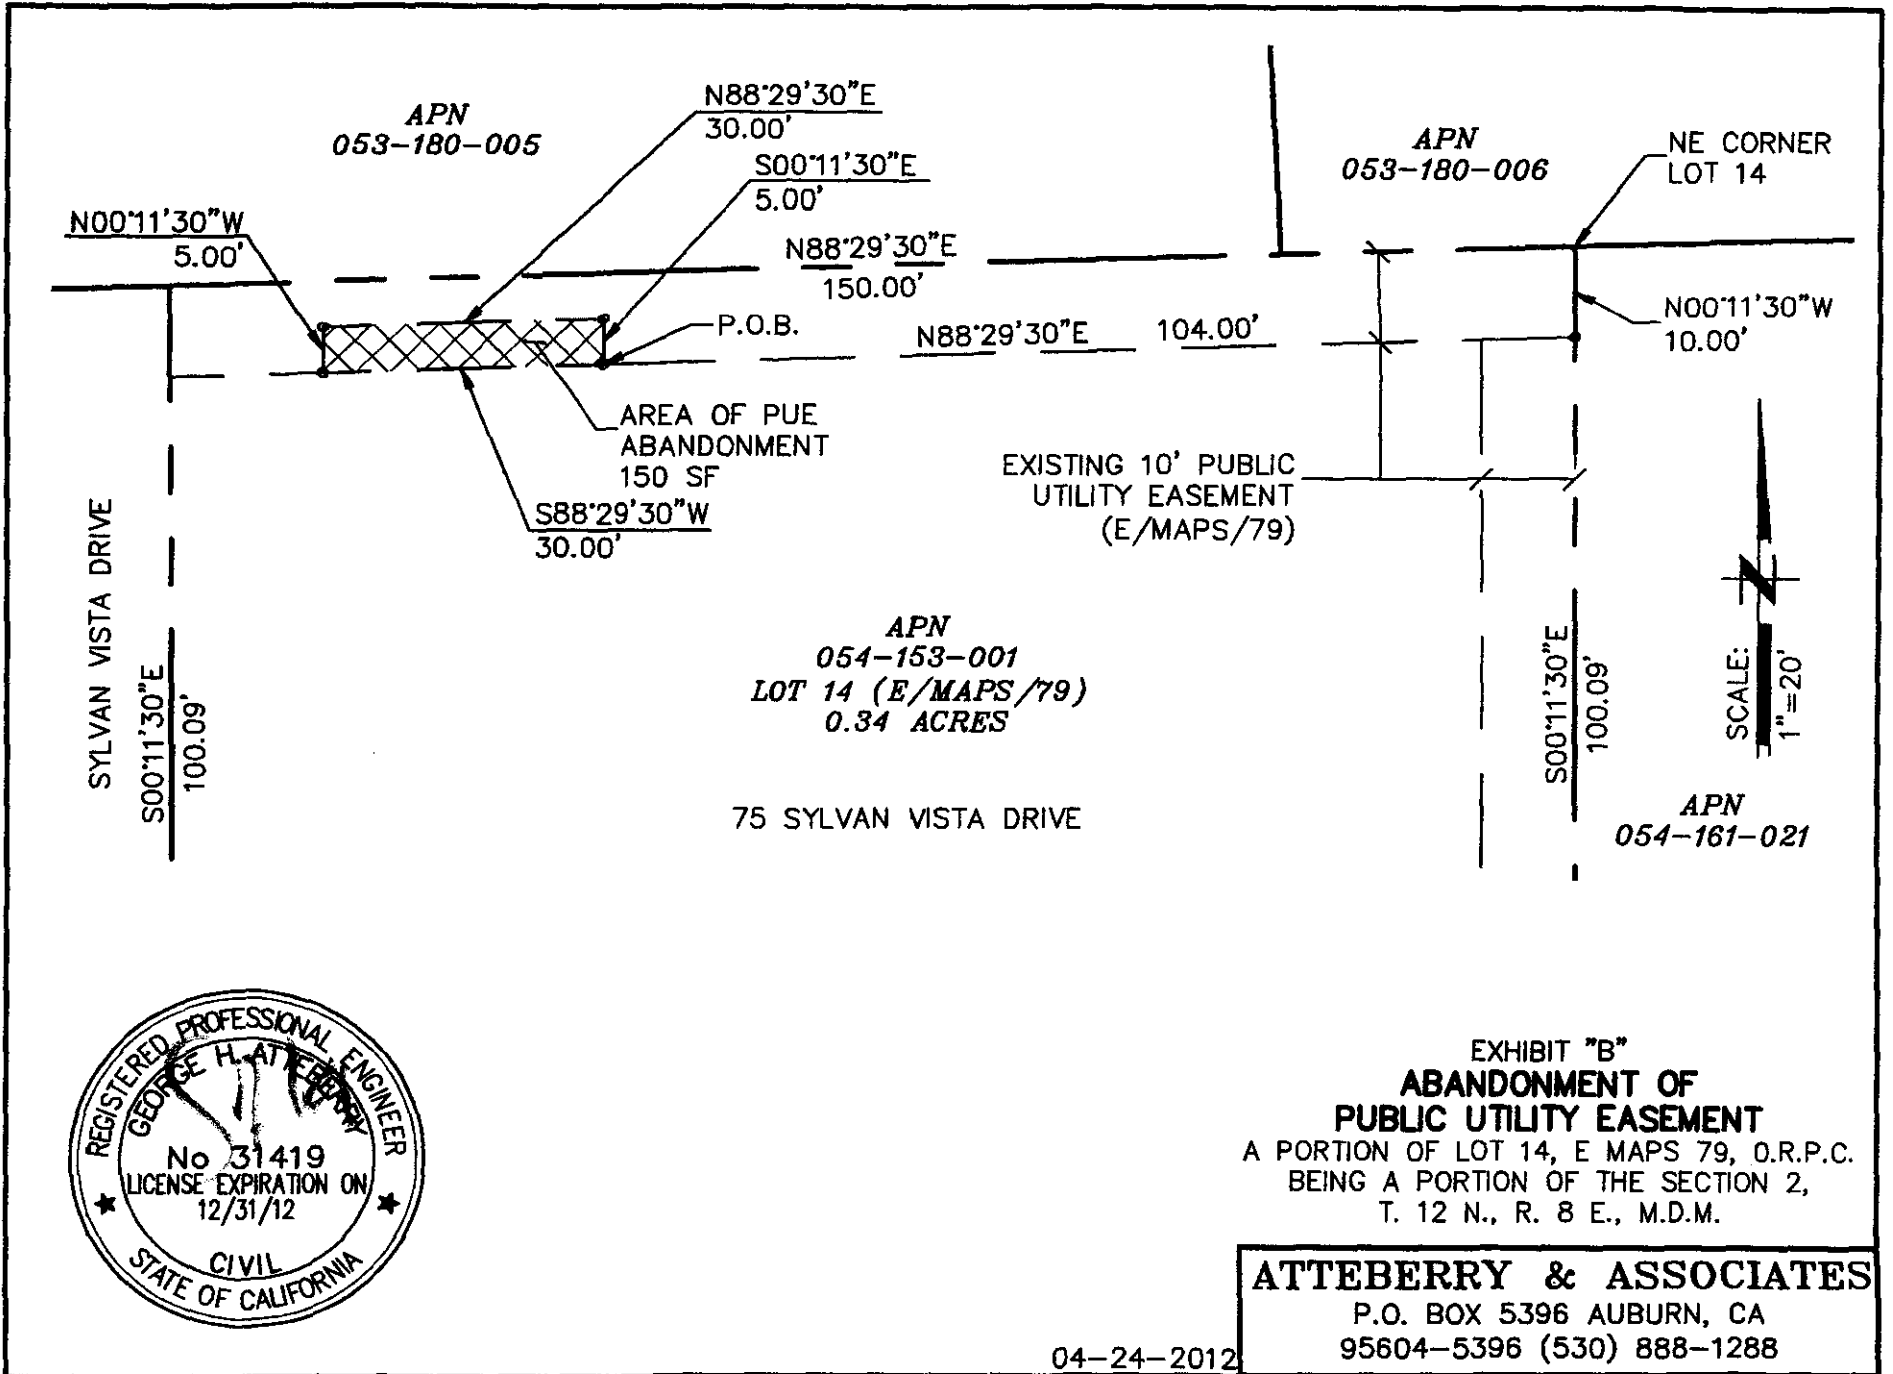 APN
053-180-005
N88°29'30"E
30.00'
S00°11'30"E
5.00'
N00°11'30"W
5.00'
N88°29'30"E
150.00'
APN
053-180-006
NE CORNER
LOT 14
P.O.B.
N88°29'30"E 104.00'
N00°11'30"W
10.00'
AREA OF PUE
ABANDONMENT
150 SF
S88°29'30"W
30.00'
EXISTING 10' PUBLIC
UTILITY EASEMENT
(E/MAPS/79)
SYLVAN VISTA DRIVE
S00°11'30"E
100.09'
APN
054-153-001
LOT 14 (E/MAPS/79)
0.34 ACRES
75 SYLVAN VISTA DRIVE
S00°11'30"E
100.09'
SCALE:
1"=20'
APN
054-161-021
REGISTERED PROFESSIONAL ENGINEER
GEORGE H. ATTEBERRY
No 31419
LICENSE EXPIRATION ON
12/31/12
CIVIL
STATE OF CALIFORNIA
EXHIBIT "B"
ABANDONMENT OF
PUBLIC UTILITY EASEMENT
A PORTION OF LOT 14, E MAPS 79, O.R.P.C.
BEING A PORTION OF THE SECTION 2,
T. 12 N., R. 8 E., M.D.M.
ATTEBERRY & ASSOCIATES
P.O. BOX 5396 AUBURN, CA
95604-5396 (530) 888-1288
04-24-2012